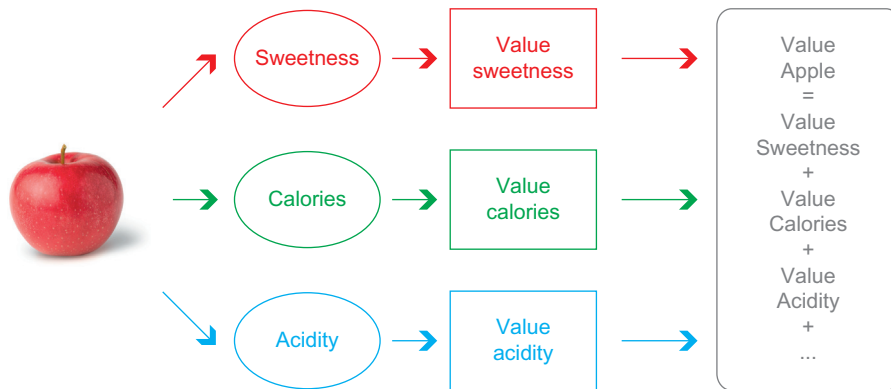 Sweetness
Value
sweetness
Calories
Value
calories
Acidity
Value
acidity
Value
Apple
=
Value
Sweetness
+
Value
Calories
+
Value
Acidity
+
...